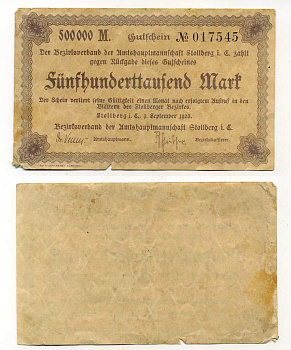 500000 M. Gutschein № 017545
Der Bezirksverband der Amtshauptmannschaft Stollberg i. E. zahlt
gegen Rückgabe dieses Gutscheines
Fünfhunderttausend Mark
Der Schein verliert seine Gültigkeit einen Monat nach erfolgtem Aufruf in den
Blättern des Stollberger Bezirkes.
Stollberg i. E., September 1923.
Bezirksverband der Amtshauptmannschaft Stollberg i. E.
Amtshauptmann. Bezirkskassierer.